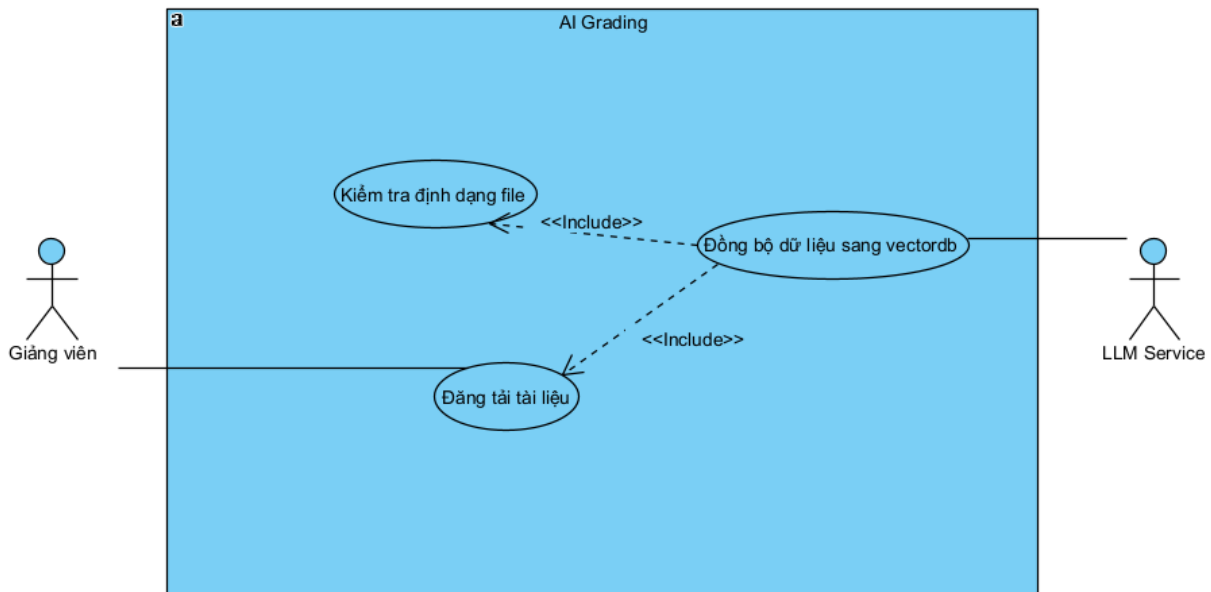 a
AI Grading
Kiểm tra định dạng file
<<Include>>
Đồng bộ dữ liệu sang vectordb
<<Include>>
Giảng viên
LLM Service
Đăng tải tài liệu